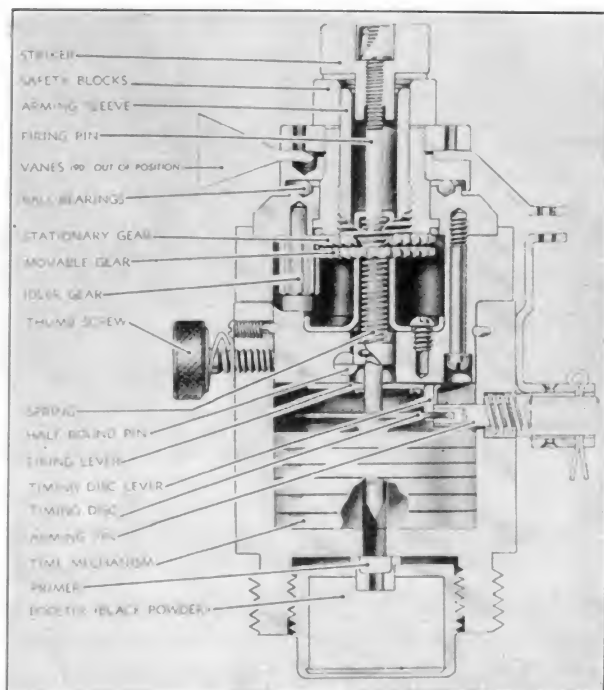 STRIKER
SAFETY BLOCKS
ARMING SLEEVE
FIRING PIN
VANES (90° OUT OF POSITION)
BALL BEARINGS
STATIONARY GEAR
MOVABLE GEAR
IDLER GEAR
THUMB SCREW
SPRING
HALF ROUND PIN
FIRING LEVER
TIMING DISC LEVER
TIMING DISC
ARMING PIN
TIME MECHANISM
PRIMER
BOOSTER (BLACK POWDER)